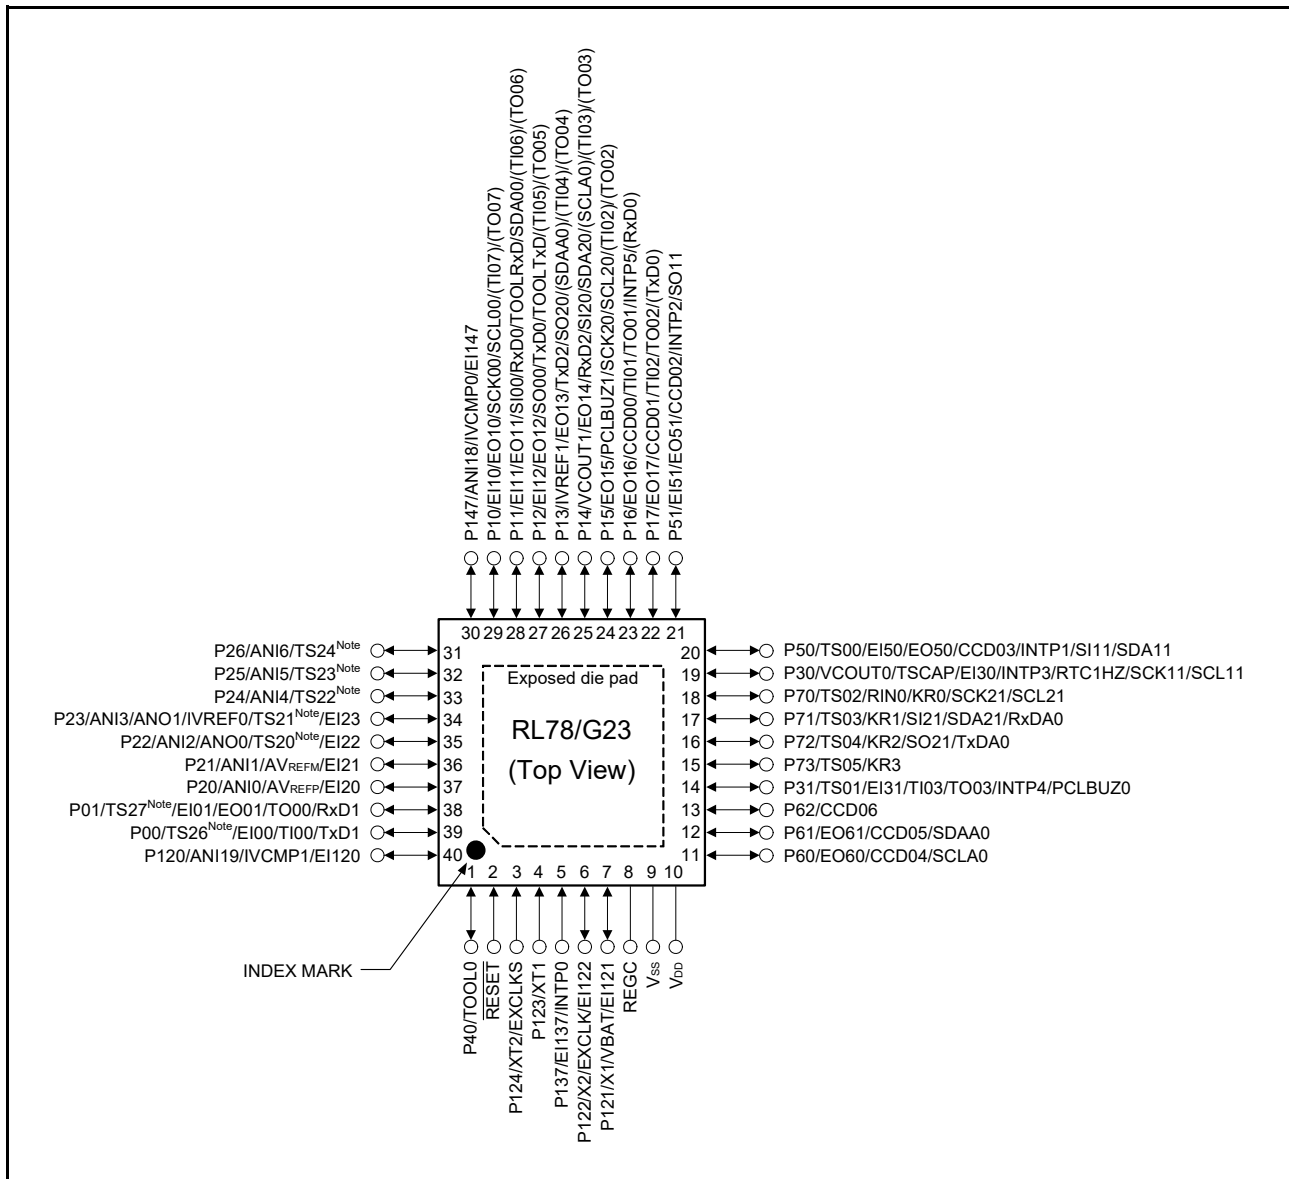 P147/ANI18/IVCMP0/EI147
P10/EI10/EO10/SCK00/SCL00/(TI07)/(TO07)
P11/EI11/EO11/SI00/RxD0/TOOLRxD/SDA00/(TI06)/(TO06)
P12/EI12/EO12/SO00/TxD0/TOOLTxD/(TI05)/(TO05)
P13/IVREF1/EO13/TxD2/SO20/(SDAA0)/(TI04)/(TO04)
P14/VCOUT1/EO14/RxD2/SI20/SDA20/(SCLA0)/(TI03)/(TO03)
P15/EO15/PCLBUZ1/SCK20/SCL20/(TI02)/(TO02)
P16/EO16/CCD00/TI01/TO01/INTP5/(RxD0)
P17/EO17/CCD01/TI02/TO02/(TxD0)
P51/EI51/EO51/CCD02/INTP2/SO11
30 29 28 27 26 25 24 23 22 21
P26/ANI6/TS24Note 31
P25/ANI5/TS23Note 32
P24/ANI4/TS22Note 33
P23/ANI3/ANO1/IVREF0/TS21Note/EI23 34
P22/ANI2/ANO0/TS20Note/EI22 35
P21/ANI1/AVREFM/EI21 36
P20/ANI0/AVREFP/EI20 37
P01/TS27Note/EI01/EO01/TO00/RxD1 38
P00/TS26Note/EI00/TI00/TxD1 39
P120/ANI19/IVCMP1/EI120 40
Exposed die pad
RL78/G23
(Top View)
20 P50/TS00/EI50/EO50/CCD03/INTP1/SI11/SDA11
19 P30/VCOUT0/TSCAP/EI30/INTP3/RTC1HZ/SCK11/SCL11
18 P70/TS02/RIN0/KR0/SCK21/SCL21
17 P71/TS03/KR1/SI21/SDA21/RxDA0
16 P72/TS04/KR2/SO21/TxDA0
15 P73/TS05/KR3
14 P31/TS01/EI31/TI03/TO03/INTP4/PCLBUZ0
13 P62/CCD06
12 P61/EO61/CCD05/SDAA0
11 P60/EO60/CCD04/SCLA0
1 2 3 4 5 6 7 8 9 10
INDEX MARK
P40/TOOL0
RESET
P124/XT2/EXCLKS
P123/XT1
P137/EI137/INTP0
P122/X2/EXCLK/EI122
P121/X1/VBAT/EI121
REGC
VSS
VDD